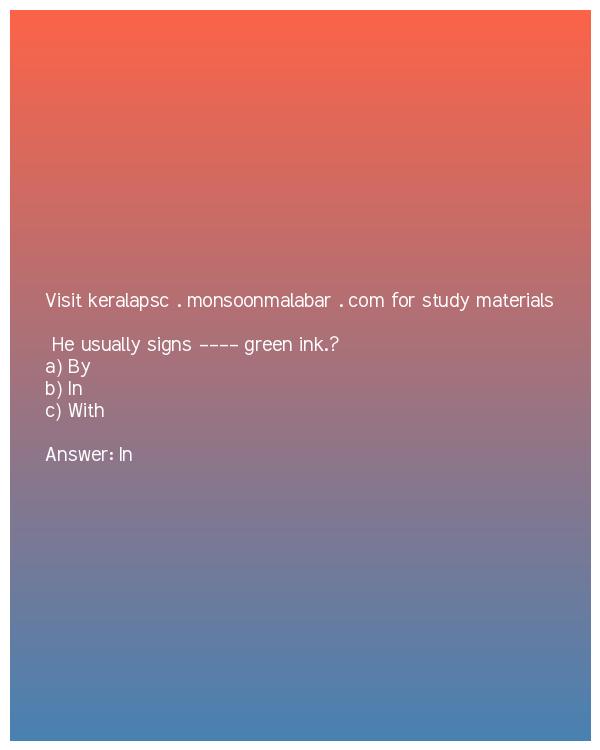 Visit keralapsc . monsoonmalabar . com for study materials
He usually signs ---- green ink.?
a) By
b) In
c) With
Answer: In